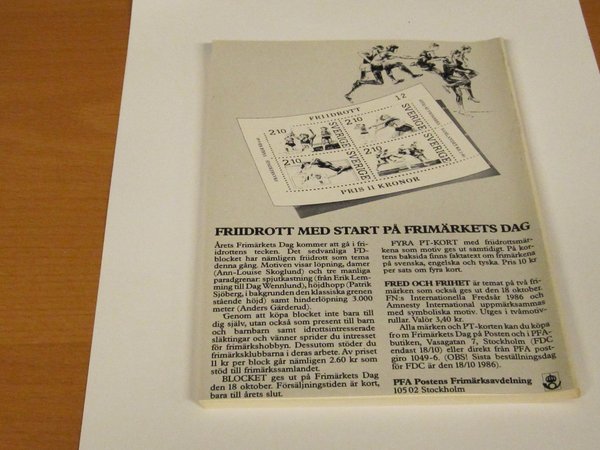 FRIIDROTT
1-2
2.10
2.10
SVERIGE
SVERIGE
2.10
2.10
SVERIGE
SVERIGE
PRIS 11 KRONOR
FRIIDROTT MED START PÅ FRIMÄRKETS DAG
Årets Frimärkets Dag kommer att gå i fri-
idrottens tecken. Det sedvanliga FD-
blocket har nämligen friidrott som tema
denna gång. Motiven visar löpning, damer
(Ann-Louise Skoglund) och tre manliga
paradgrenar: spjutkastning (från Erik Lem-
ming till Dag Wennlund), höjdhopp (Patrik
Sjöberg, i bakgrunden den klassiska grenen
stående höjd) samt hinderlöpning 3.000
meter (Anders Gärderud).
Genom att köpa blocket inte bara till
dig själv, utan också som present till barn
och barnbarn samt idrottsintresserade
släktingar och vänner sprider du intresset
för frimärkshobbyn. Dessutom stöder du
frimärksklubbarna i deras arbete. Av priset
11 kr per block går nämligen 2.60 kr som
stöd till frimärkssamlandet.
BLOCKET ges ut på Frimärkets Dag
den 18 oktober. Försäljningstiden är kort,
bara till årets slut.
FYRA PT-KORT med friidrottsmär-
kena som motiv ges ut samtidigt. På kor-
tens baksida finns faktatext om frimärkena
på svenska, engelska och tyska. Pris 10 kr
per sats om fyra kort.
FRED OCH FRIHET är temat på två fri-
märken som också ges ut den 18 oktober.
FN:s Internationella Fredsår 1986 och
Amnesty International uppmärksammas
med symboliska motiv. Utges i tvåmotiv-
rullar. Valör 3,40 kr.
Alla märken och PT-korten kan du köpa
fr o m Frimärkets Dag på Posten och i PFA-
butiken, Vasagatan 7, Stockholm (FDC
endast 18/10) eller direkt från PFA post-
giro 1049-6. (OBS! Sista beställningsdag
för FDC är den 18/10 1986).
PFA Postens Frimärksavdelning
105 02 Stockholm